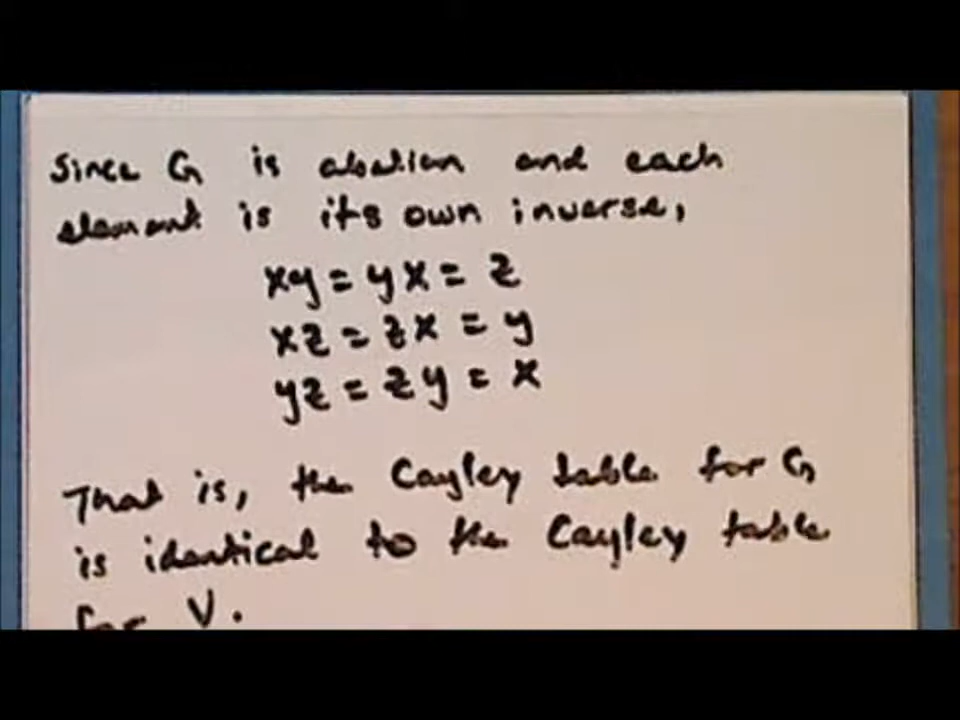 Since G is abelian and each
element is its own inverse,
xy = yx = z
xz = zx = y
yz = zy = x
That is, the Cayley table for G
is identical to the Cayley table
for V.